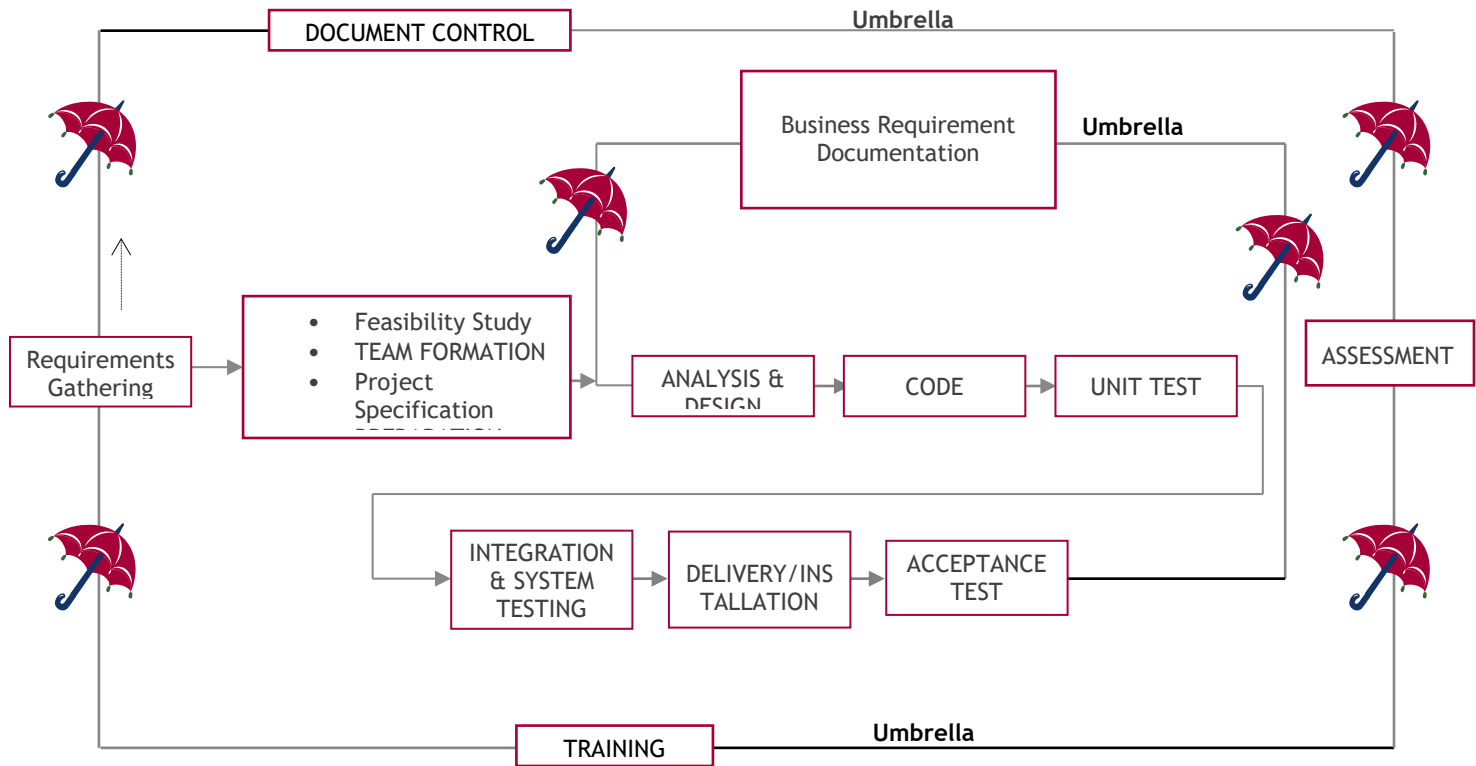 Umbrella
DOCUMENT CONTROL
Business Requirement
Documentation
Umbrella
• Feasibility Study
• TEAM FORMATION
• Project
Specification
Requirements
Gathering
ANALYSIS &
DESIGN
CODE
UNIT TEST
ASSESSMENT
INTEGRATION
& SYSTEM
TESTING
DELIVERY/INS
TALLATION
ACCEPTANCE
TEST
Umbrella
TRAINING